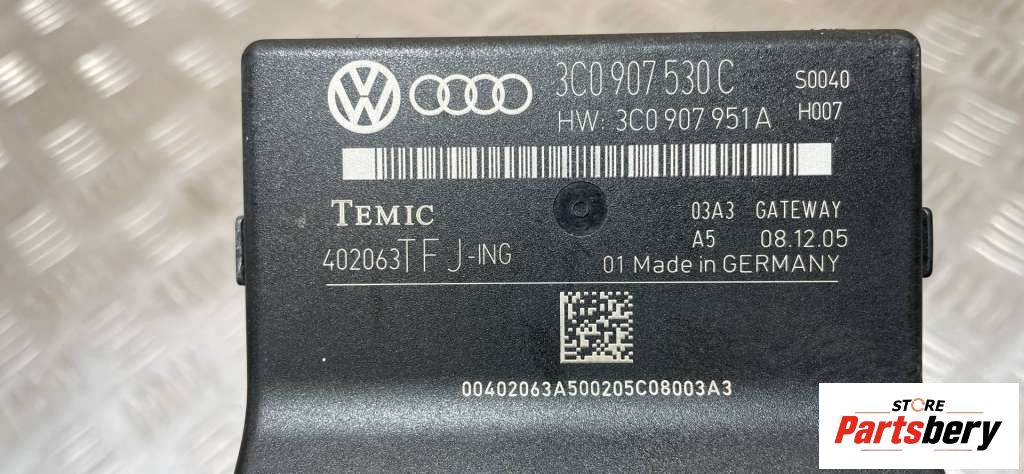 3C0 907 530 C S0040
HW: 3C0 907 951 A H007
TEMIC 03A3 GATEWAY
A5 08.12.05
402063TFJ-ING 01 Made in GERMANY
00402063A500205C08003A3
STORE
Partsbery